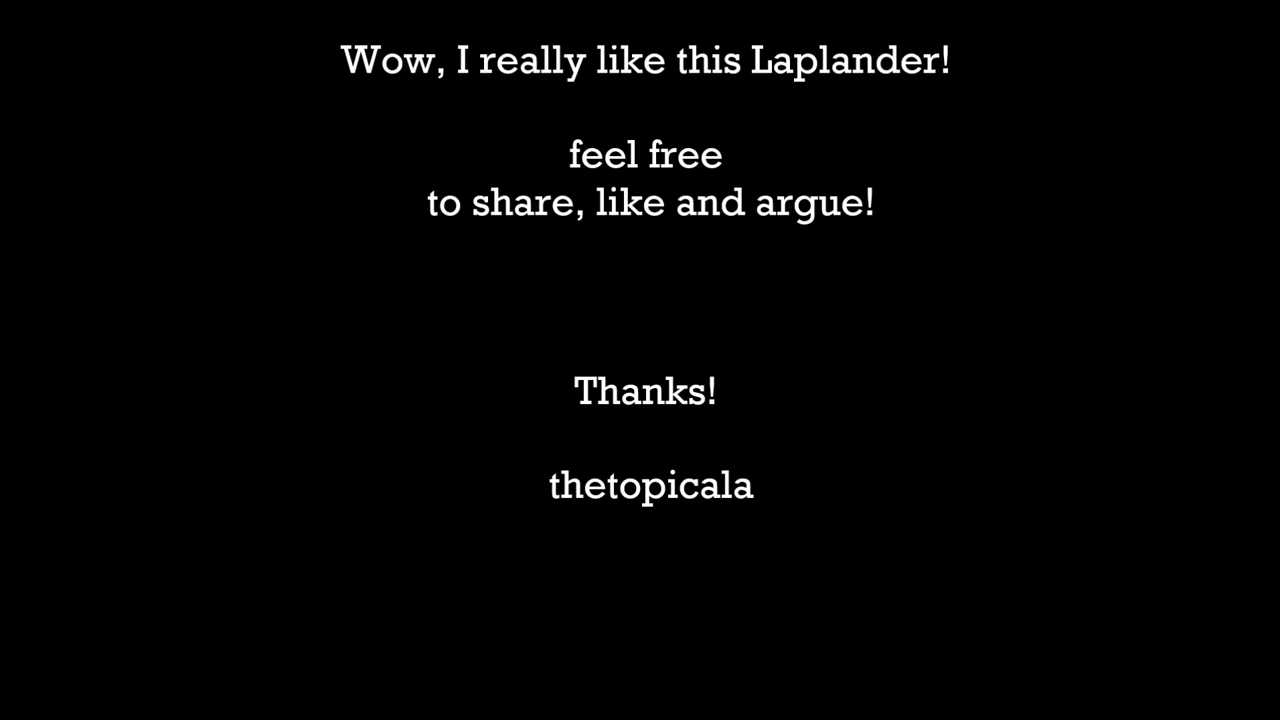 Wow, I really like this Laplander!
feel free
to share, like and argue!
Thanks!
thetopicala